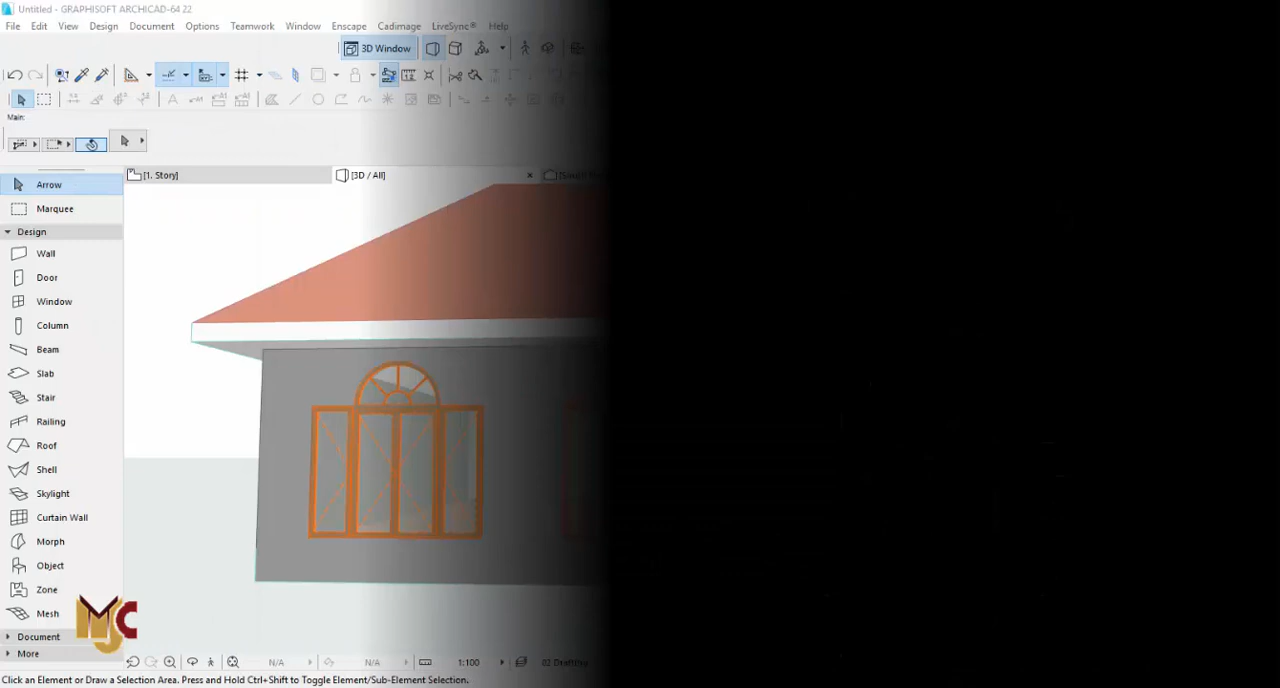 Untitled - GRAPHISOFT ARCHICAD-64 22
File Edit View Design Document Options Teamwork Window Enscape Cadimage LiveSync® Help
3D Window
Main:
[1. Story] [3D / All]
Arrow
Marquee
Design
Wall
Door
Window
Column
Beam
Slab
Stair
Railing
Roof
Shell
Skylight
Curtain Wall
Morph
Object
Zone
Mesh
MJC
Document
More
N/A N/A 1:100 02 Drafting
Click an Element or Draw a Selection Area. Press and Hold Ctrl+Shift to Toggle Element/Sub-Element Selection.